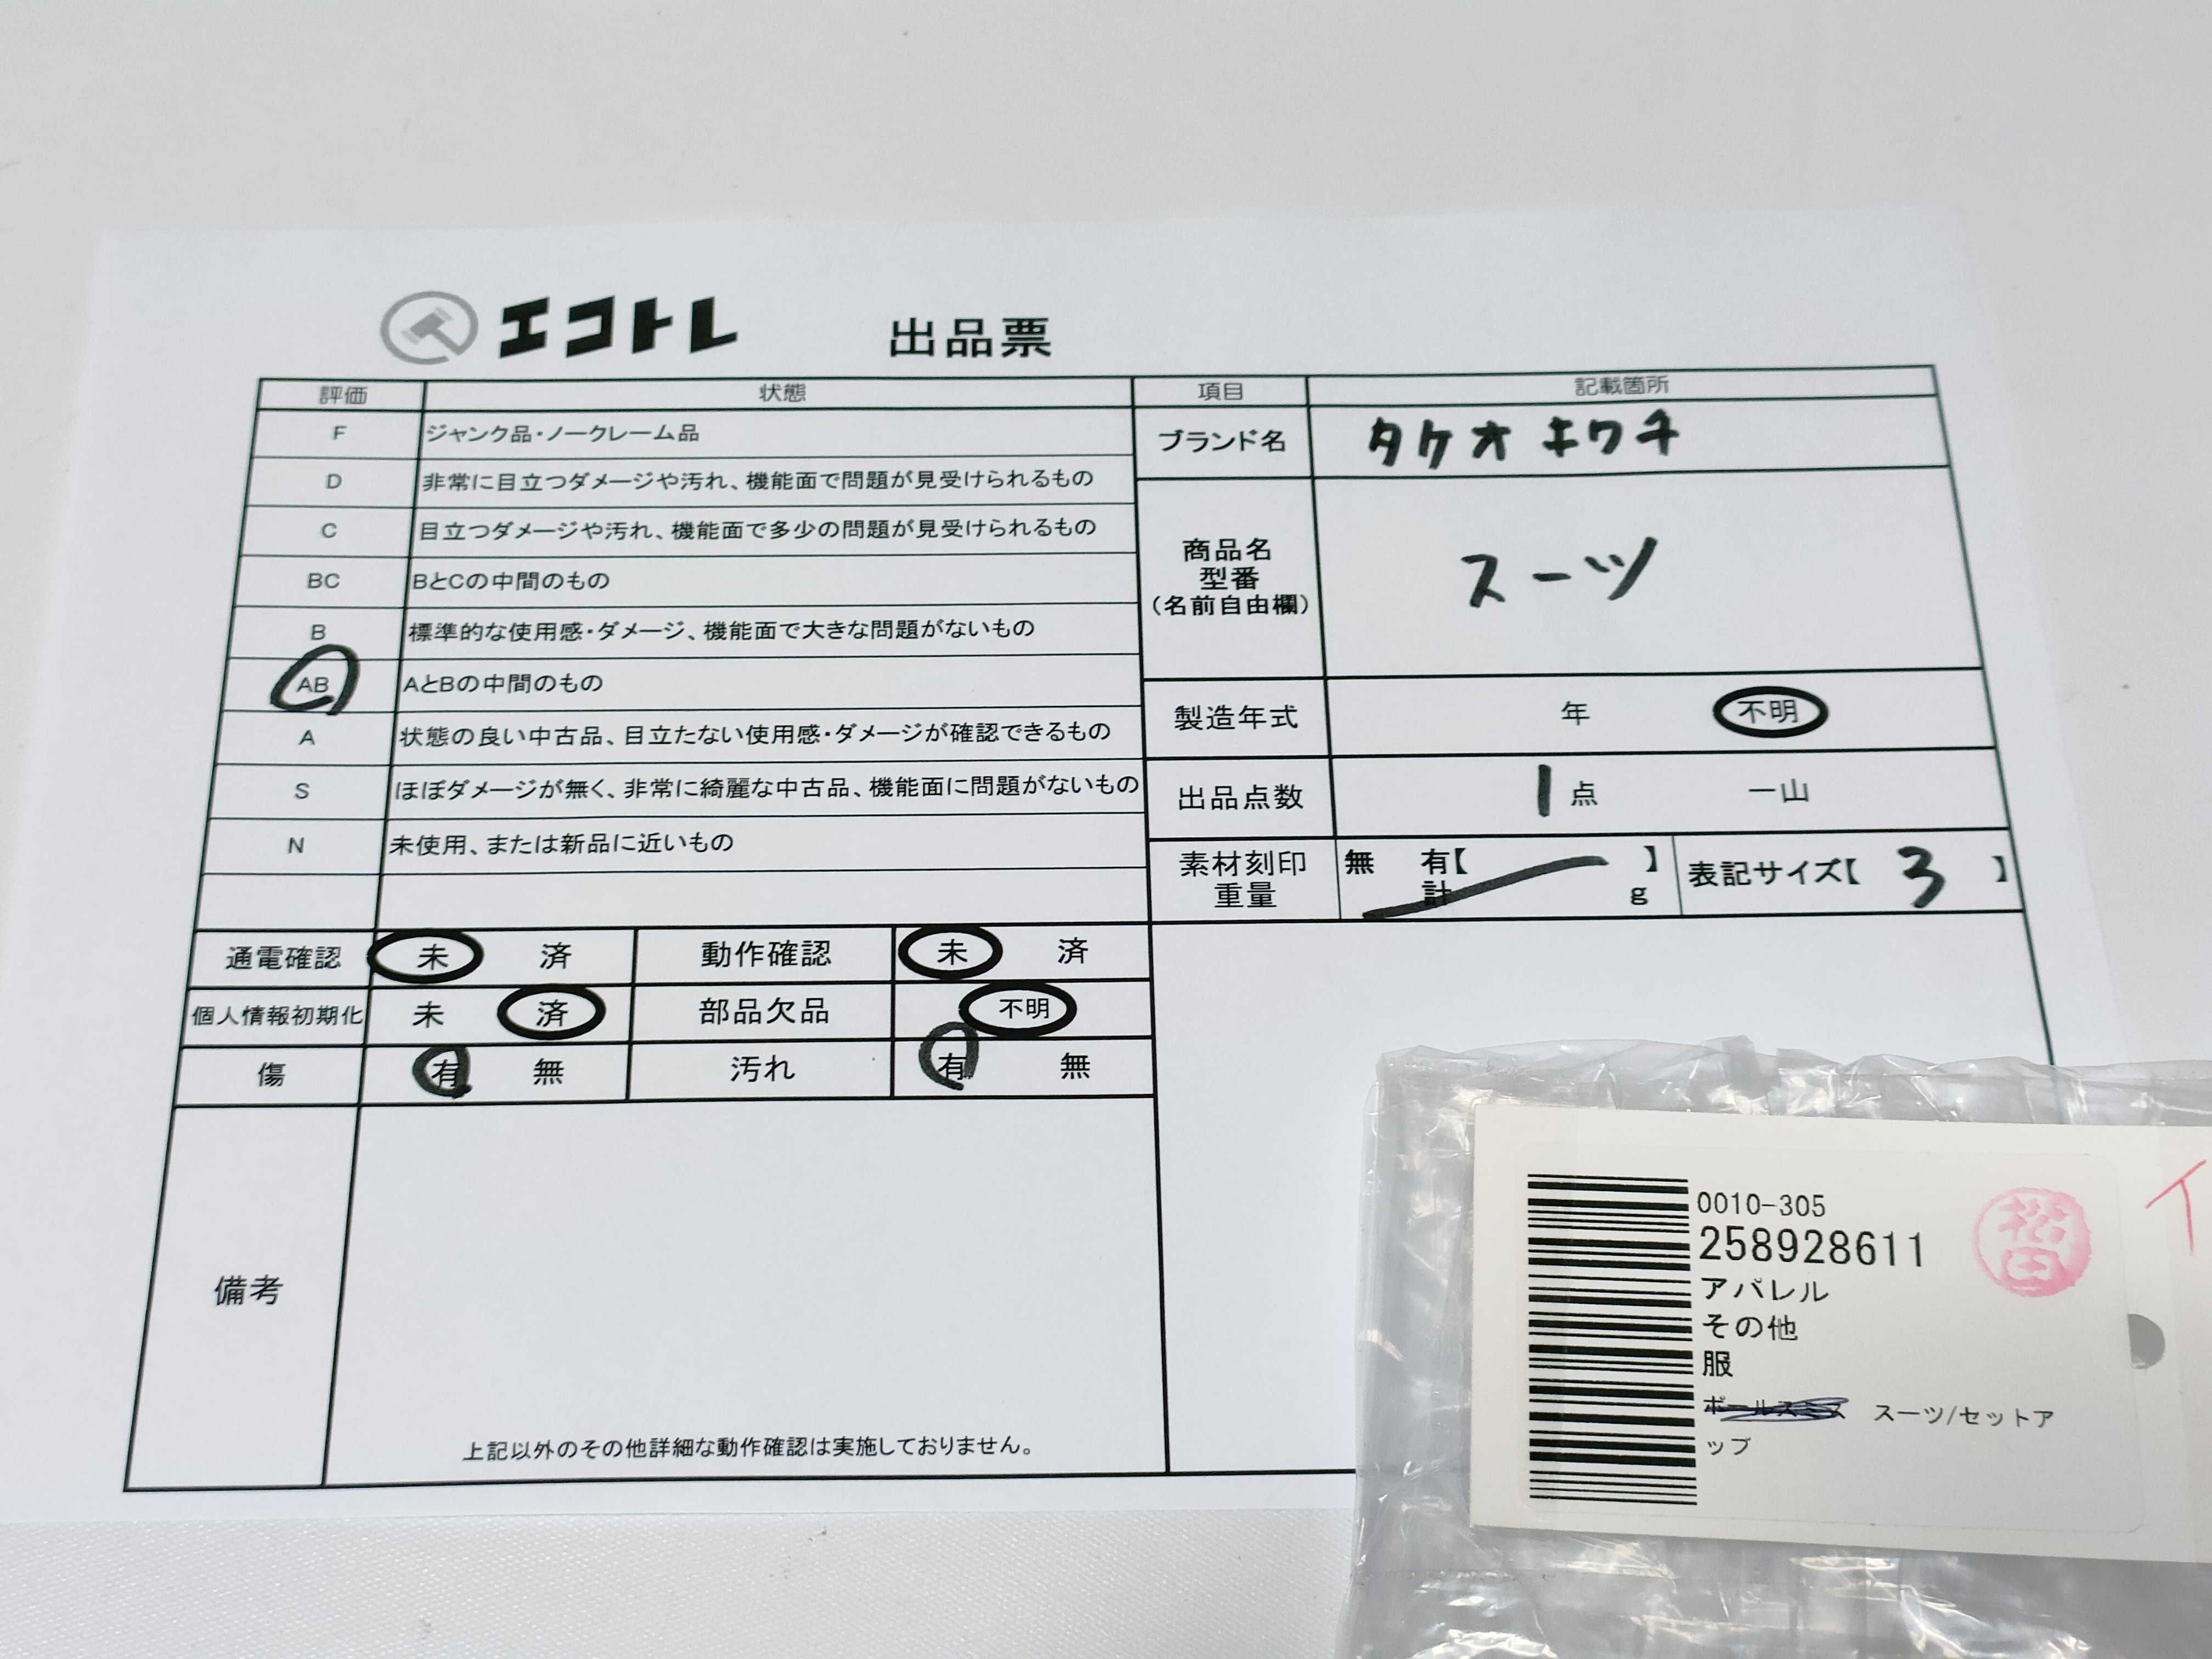 エコトレ 出品票
評価 状態 項目 記載箇所
F ジャンク品・ノークレーム品
D 非常に目立つダメージや汚れ、機能面で問題が見受けられるもの
C 目立つダメージや汚れ、機能面で多少の問題が見受けられるもの
BC BとCの中間のもの
B 標準的な使用感・ダメージ、機能面で大きな問題がないもの
AB AとBの中間のもの
A 状態の良い中古品、目立たない使用感・ダメージが確認できるもの
S ほぼダメージが無く、非常に綺麗な中古品、機能面に問題がないもの
N 未使用、または新品に近いもの
ブランド名 タケオキクチ
商品名
型番
(名前自由欄)
スーツ
製造年式 年 不明
出品点数 1点 一山
素材刻印 無 有【 】
重量 計 g
表記サイズ【 3 】
通電確認 未 済 動作確認 未 済
個人情報初期化 未 済 部品欠品 不明
傷 有 無 汚れ 有 無
備考
上記以外のその他詳細な動作確認は実施しておりません。
0010-305
258928611
アパレル
その他
服
ポールスミス スーツ/セットア
ップ
松田
イ